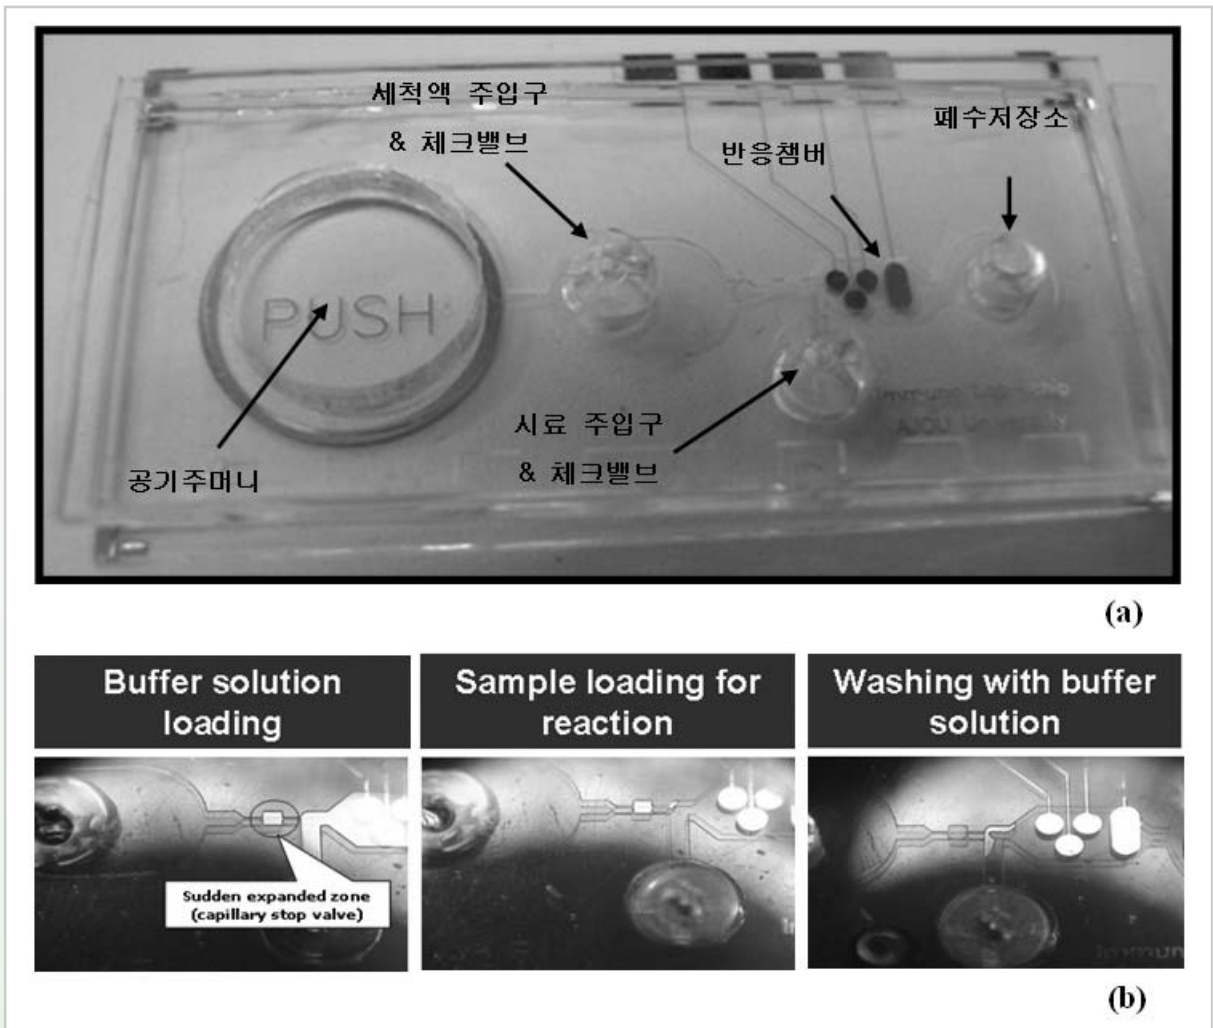 세척액 주입구
& 체크밸브
반응챔버
폐수저장소
PUSH
시료 주입구
& 체크밸브
공기주머니
AJOU
(a)
Buffer solution
loading
Sample loading for
reaction
Washing with buffer
solution
Sudden expanded zone
(capillary stop valve)
Immun
(b)